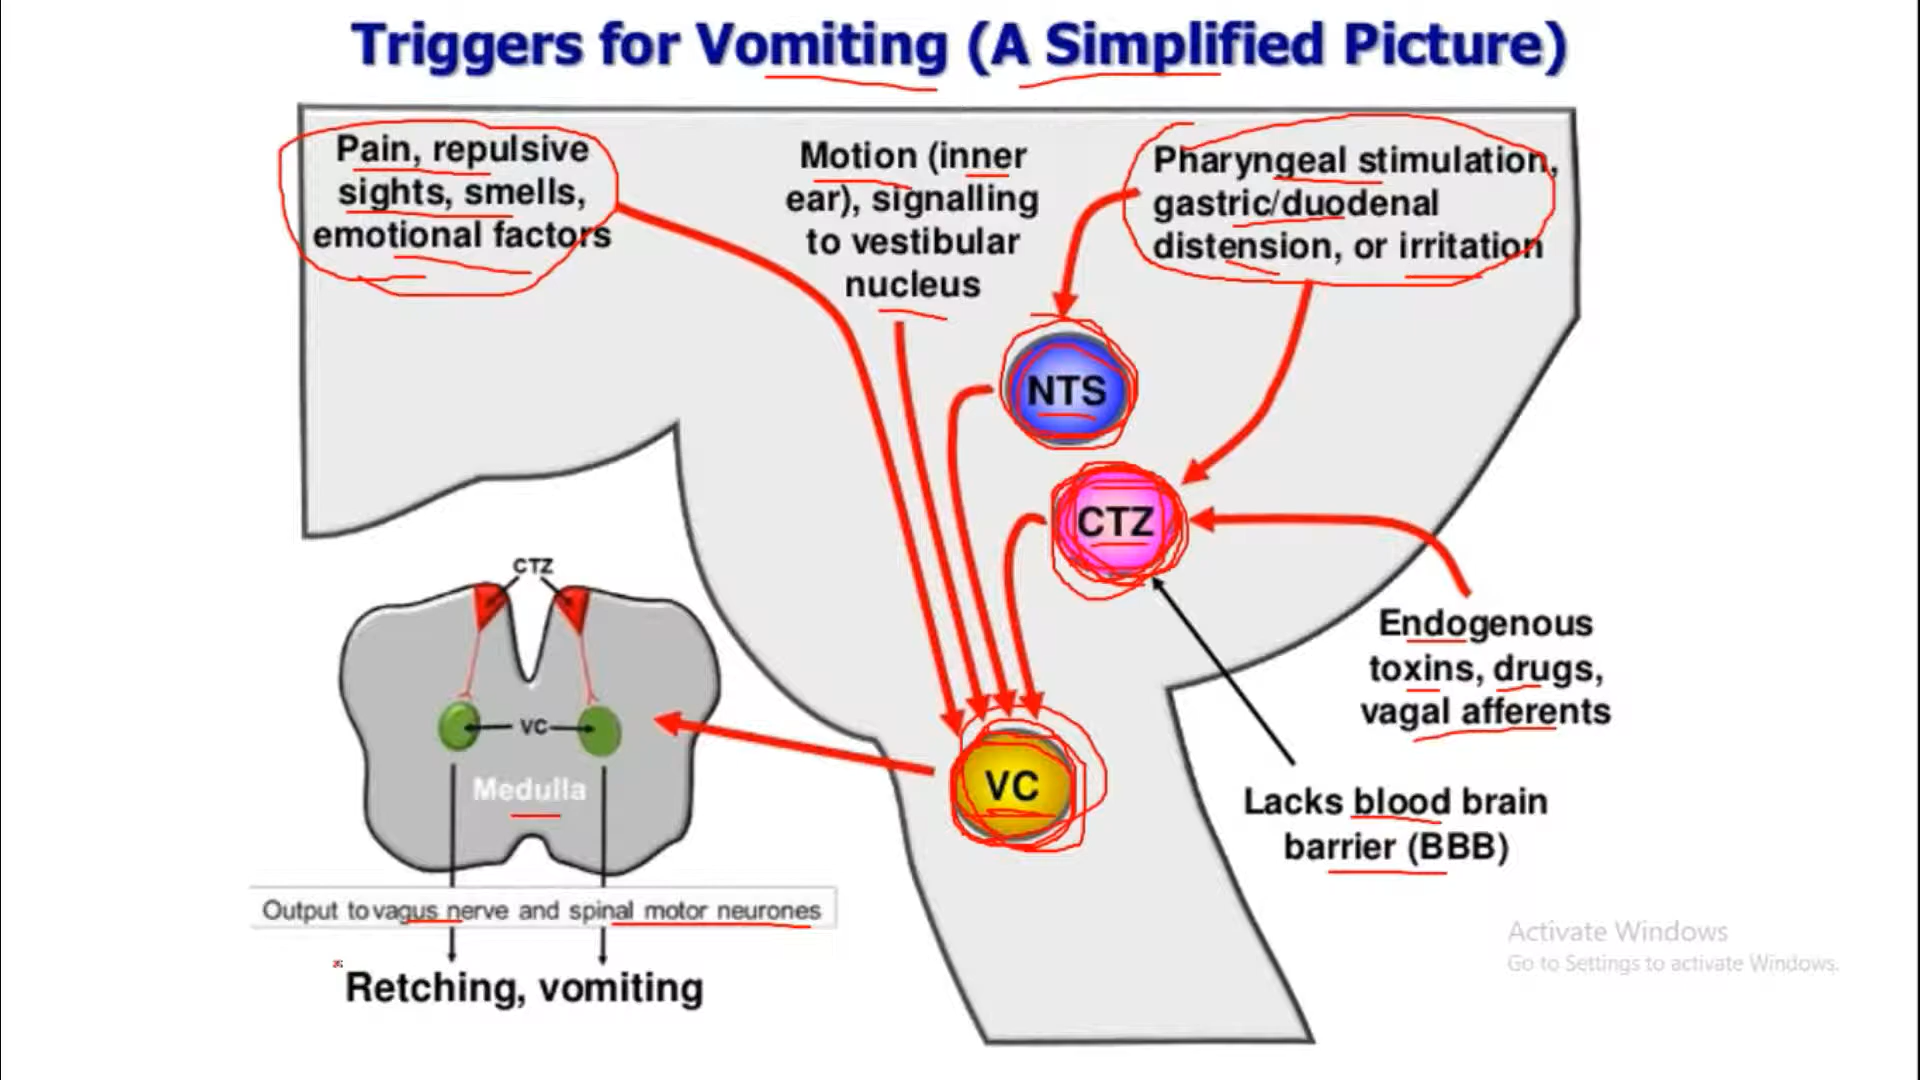 Triggers for Vomiting (A Simplified Picture)
Pain, repulsive
sights, smells,
emotional factors
Motion (inner
ear), signalling
to vestibular
nucleus
Pharyngeal stimulation,
gastric/duodenal
distension, or irritation
NTS
CTZ
Endogenous
toxins, drugs,
vagal afferents
Lacks blood brain
barrier (BBB)
VC
CTZ
VC
Medulla
Output to vagus nerve and spinal motor neurones
Retching, vomiting
Activate Windows
Go to Settings to activate Windows.